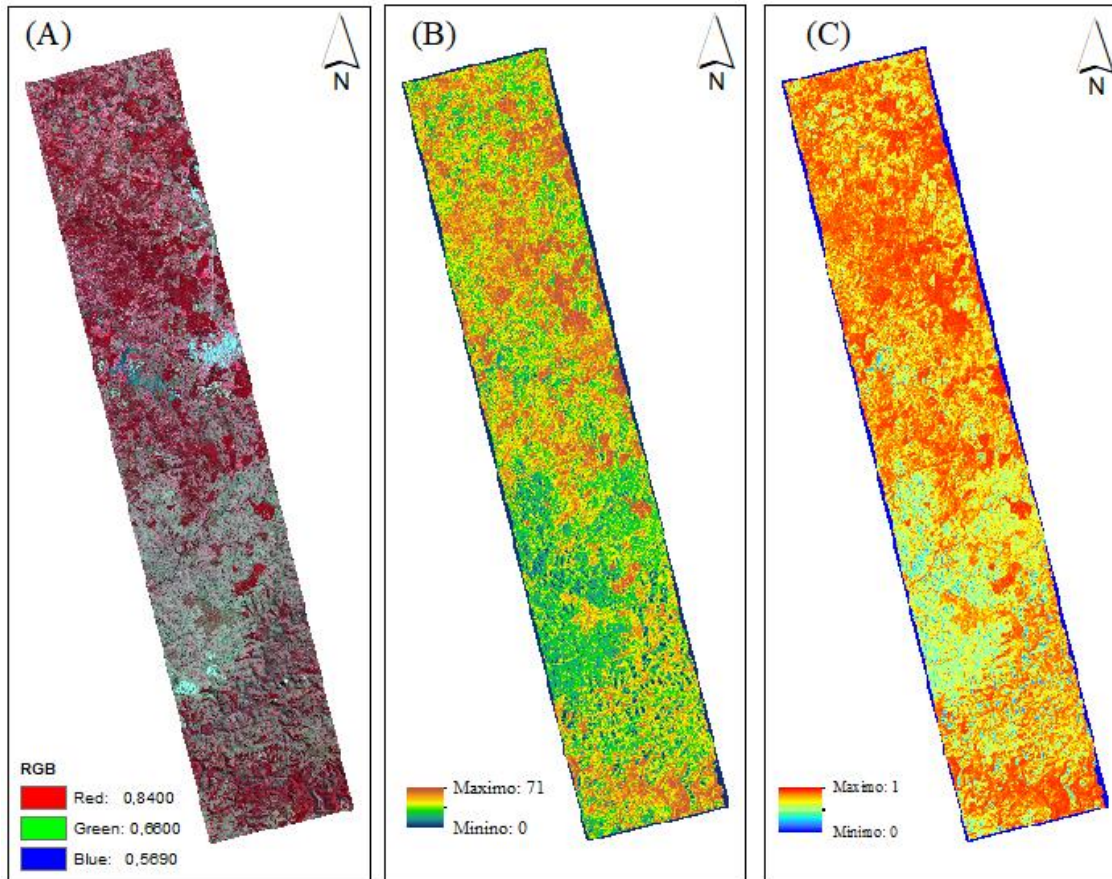 (A)
N
RGB
Red: 0,8400
Green: 0,6600
Blue: 0,5690
(B)
N
Maximo: 71
Minino: 0
(C)
N
Maximo: 1
Minimo: 0